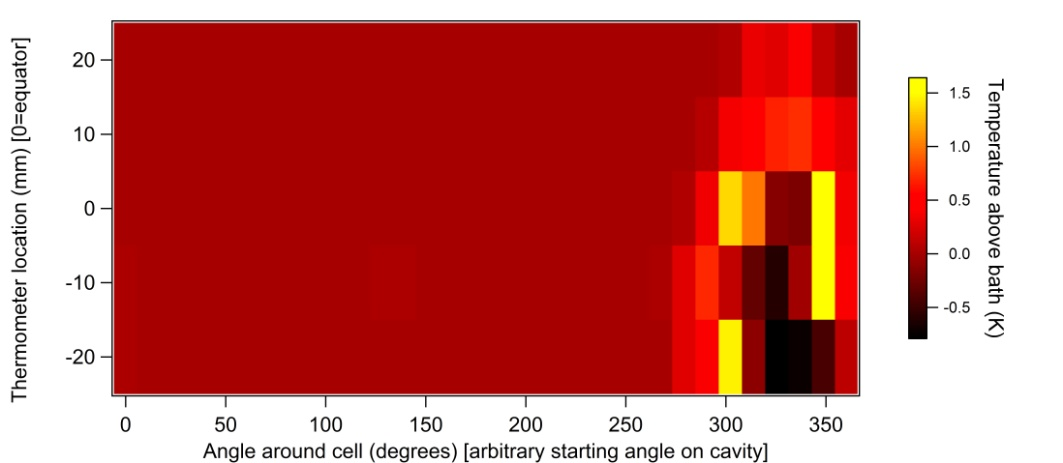 Thermometer location (mm) [0=equator]
20
10
0
-10
-20
0 50 100 150 200 250 300 350
Angle around cell (degrees) [arbitrary starting angle on cavity]
1.5
1.0
0.5
0.0
-0.5
Temperature above bath (K)